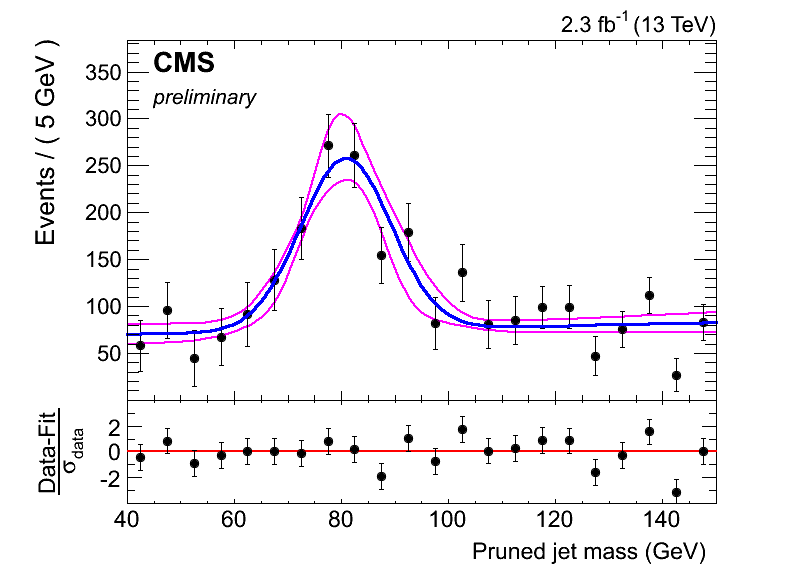 2.3 fb⁻¹ (13 TeV)
CMS
preliminary
Events / ( 5 GeV )
350
300
250
200
150
100
50
Data-Fit
σdata
2
0
-2
40 60 80 100 120 140
Pruned jet mass (GeV)